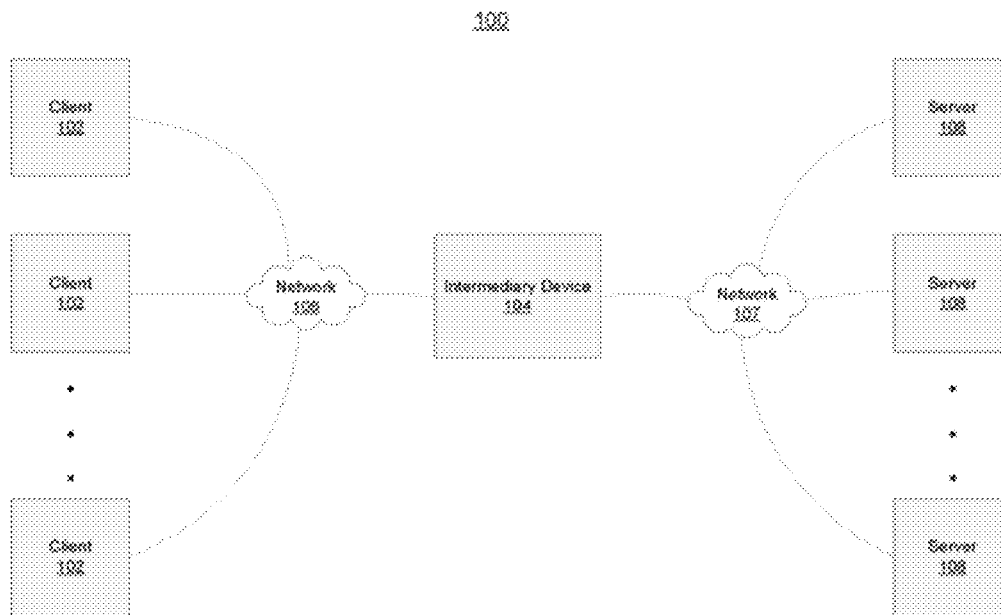 100
Client
102
Server
108
Client
102
Network
106
Intermediary Device
104
Network
107
Server
108
Client
102
Server
108